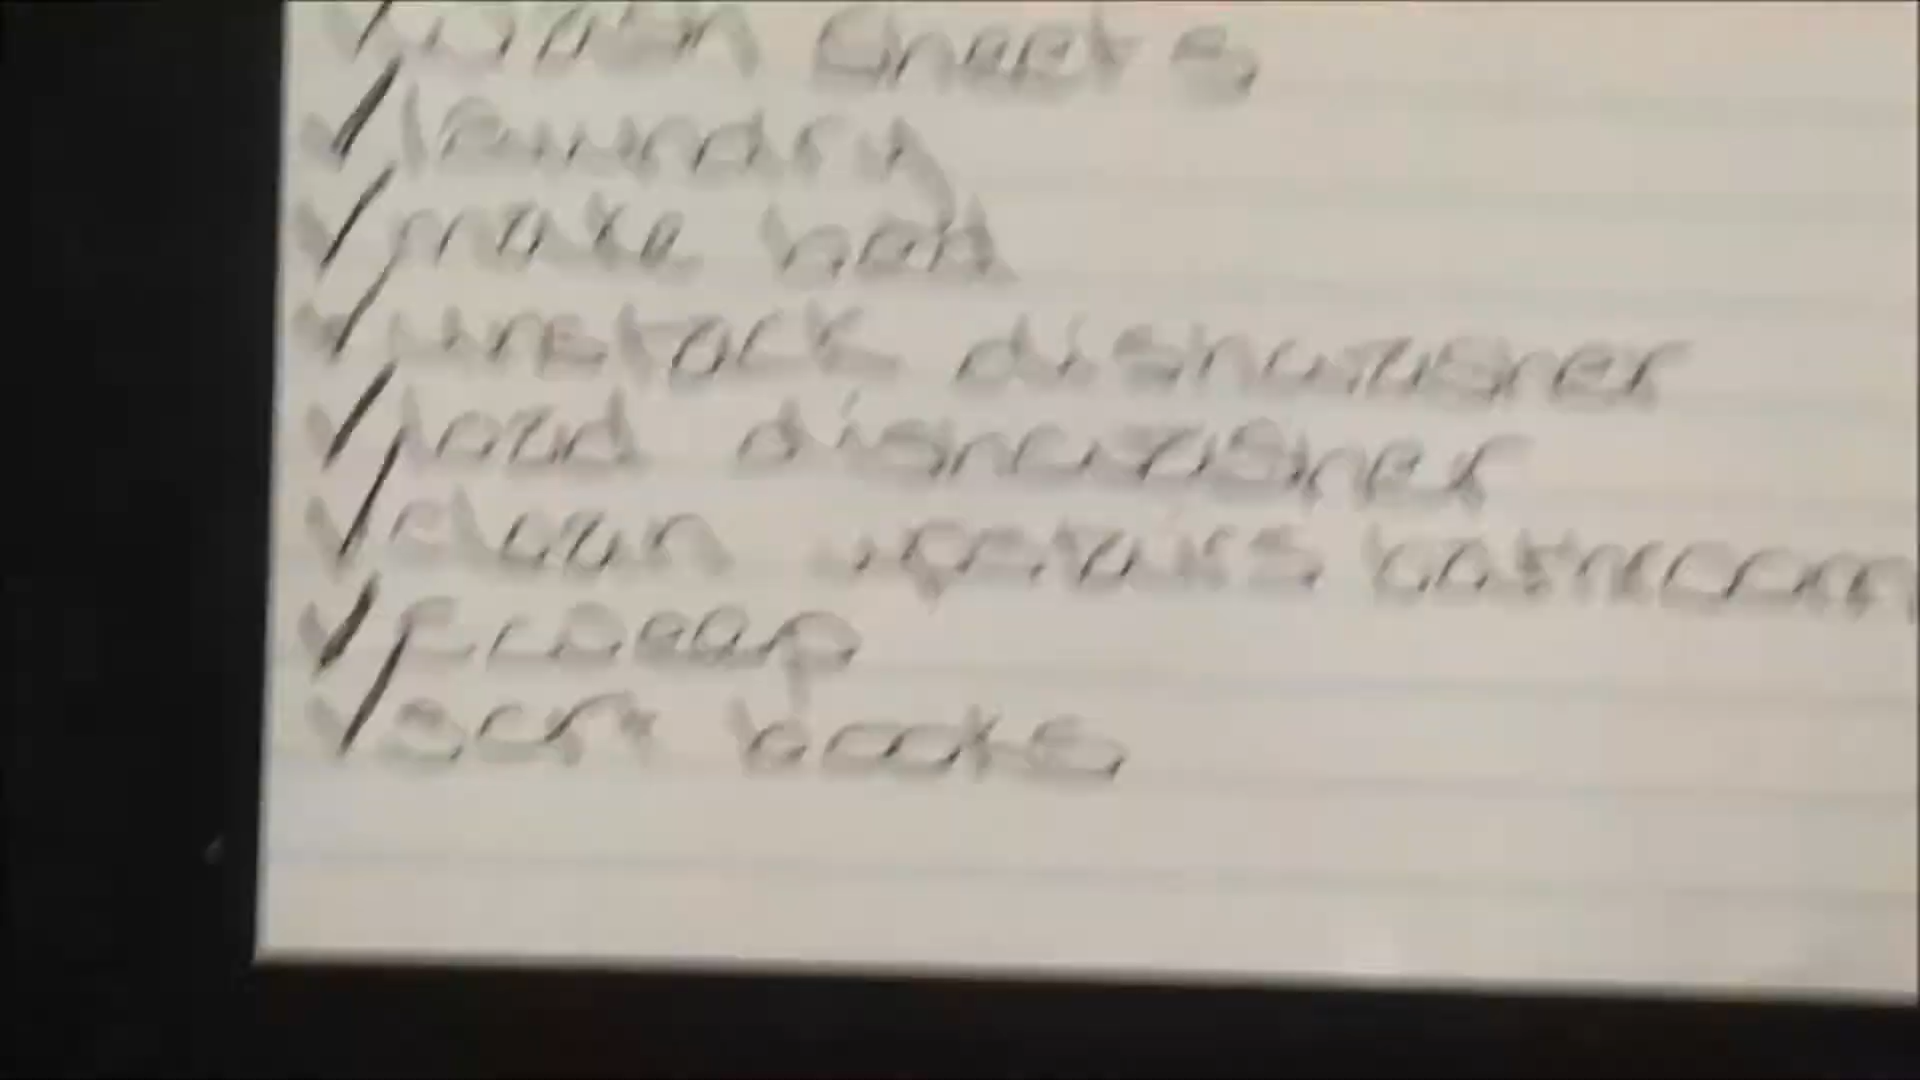 ✓ wash sheets
✓ laundry
✓ make bed
✓ unstack dishwasher
✓ load dishwasher
✓ clean upstairs bathroom
✓ sweep
✓ sort books